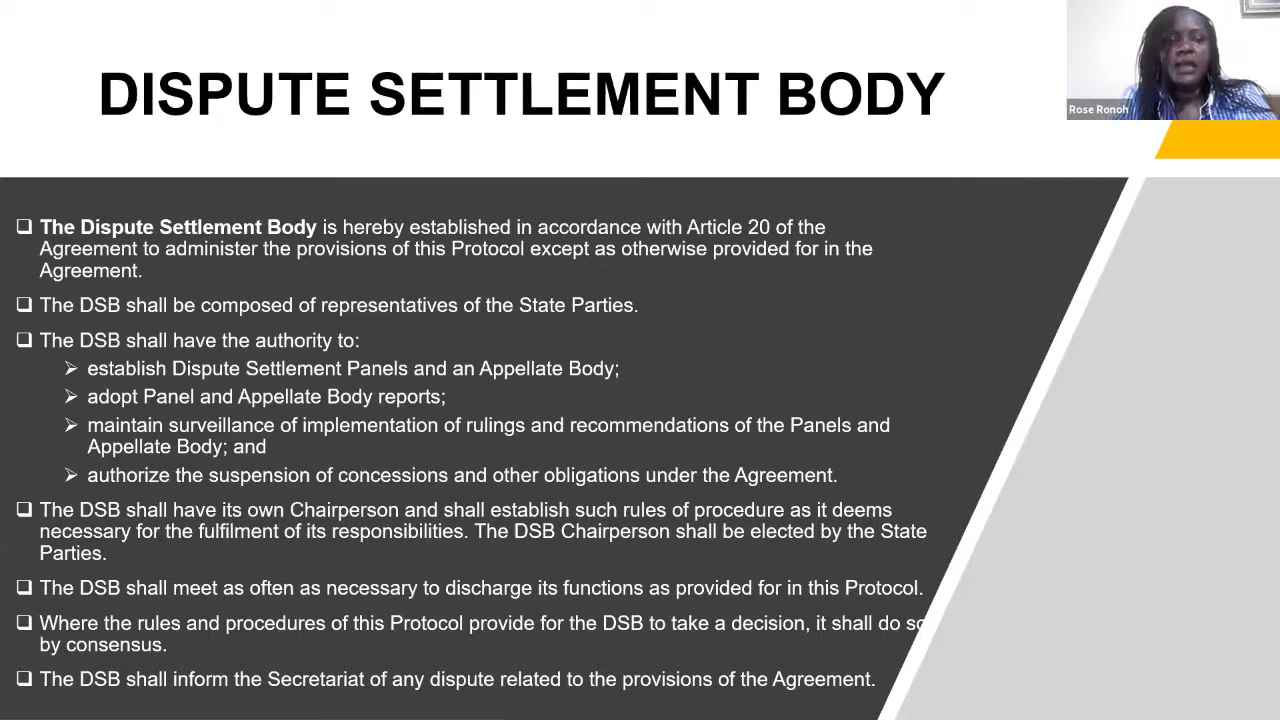 DISPUTE SETTLEMENT BODY
Rose Ronoh
❑ The Dispute Settlement Body is hereby established in accordance with Article 20 of the
Agreement to administer the provisions of this Protocol except as otherwise provided for in the
Agreement.
❑ The DSB shall be composed of representatives of the State Parties.
❑ The DSB shall have the authority to:
➢ establish Dispute Settlement Panels and an Appellate Body;
➢ adopt Panel and Appellate Body reports;
➢ maintain surveillance of implementation of rulings and recommendations of the Panels and
Appellate Body; and
➢ authorize the suspension of concessions and other obligations under the Agreement.
❑ The DSB shall have its own Chairperson and shall establish such rules of procedure as it deems
necessary for the fulfilment of its responsibilities. The DSB Chairperson shall be elected by the State
Parties.
❑ The DSB shall meet as often as necessary to discharge its functions as provided for in this Protocol.
❑ Where the rules and procedures of this Protocol provide for the DSB to take a decision, it shall do so
by consensus.
❑ The DSB shall inform the Secretariat of any dispute related to the provisions of the Agreement.